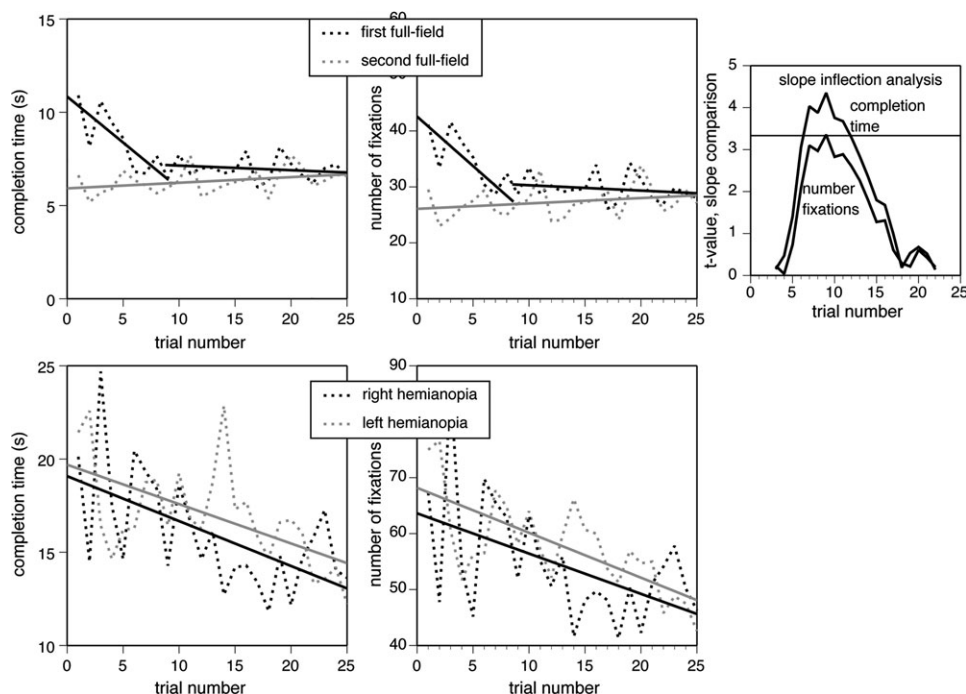 15
10
5
0
completion time (s)
0 5 10 15 20 25
trial number
first full-field
second full-field
60
40
30
20
10
number of fixations
0 5 10 15 20 25
trial number
slope inflection analysis
completion
time
number
fixations
5
4
3
2
1
0
t-value, slope comparison
0 5 10 15 20 25
trial number
25
20
15
10
completion time (s)
0 5 10 15 20 25
trial number
right hemianopia
left hemianopia
90
70
60
50
40
number of fixations
0 5 10 15 20 25
trial number